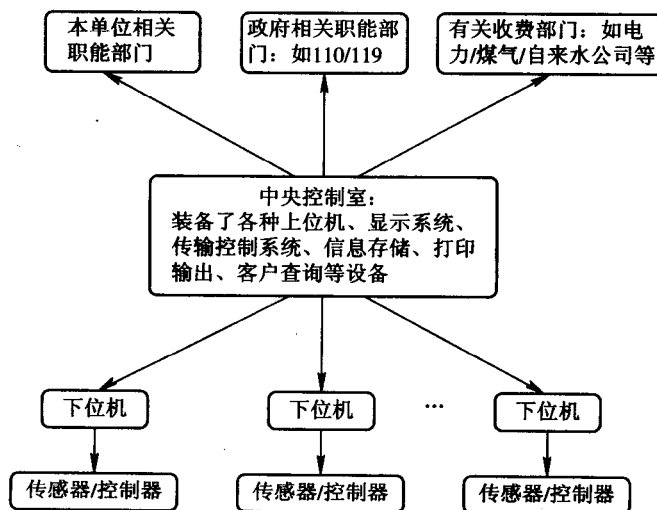 本单位相关
职能部门
政府相关职能部
门：如110/119
有关收费部门：如电
力/煤气/自来水公司等
中央控制室：
装备了各种上位机、显示系统、
传输控制系统、信息存储、打印
输出、客户查询等设备
下位机
下位机
…
下位机
传感器/控制器
传感器/控制器
传感器/控制器